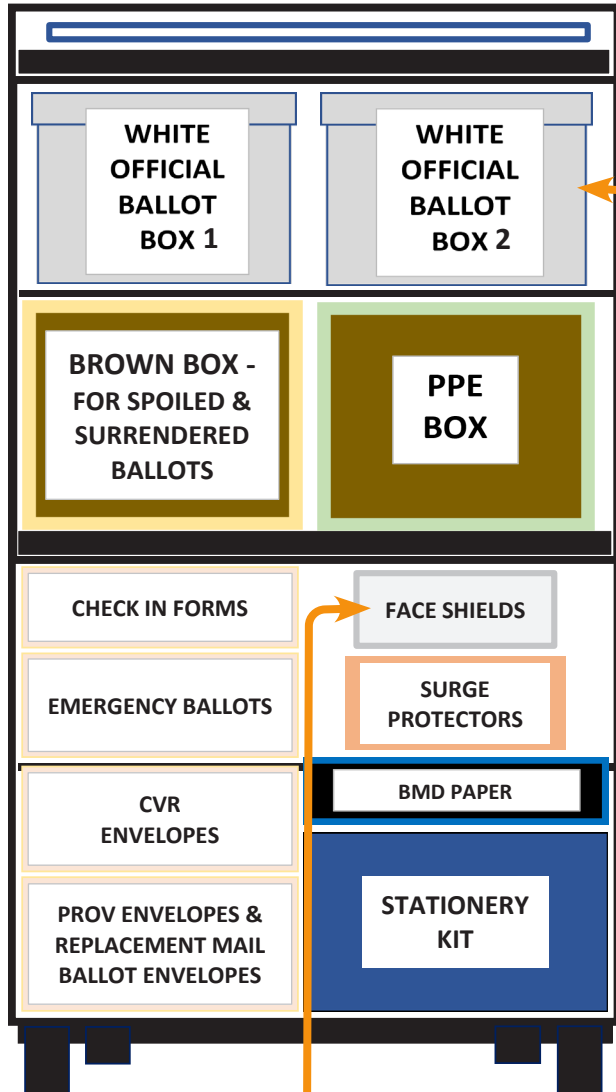 WHITE
OFFICIAL
BALLOT
BOX 1
WHITE
OFFICIAL
BALLOT
BOX 2
BROWN BOX -
FOR SPOILED &
SURRENDERED
BALLOTS
PPE
BOX
CHECK IN FORMS
FACE SHIELDS
EMERGENCY BALLOTS
SURGE
PROTECTORS
CVR
ENVELOPES
BMD PAPER
PROV ENVELOPES &
REPLACEMENT MAIL
BALLOT ENVELOPES
STATIONERY
KIT